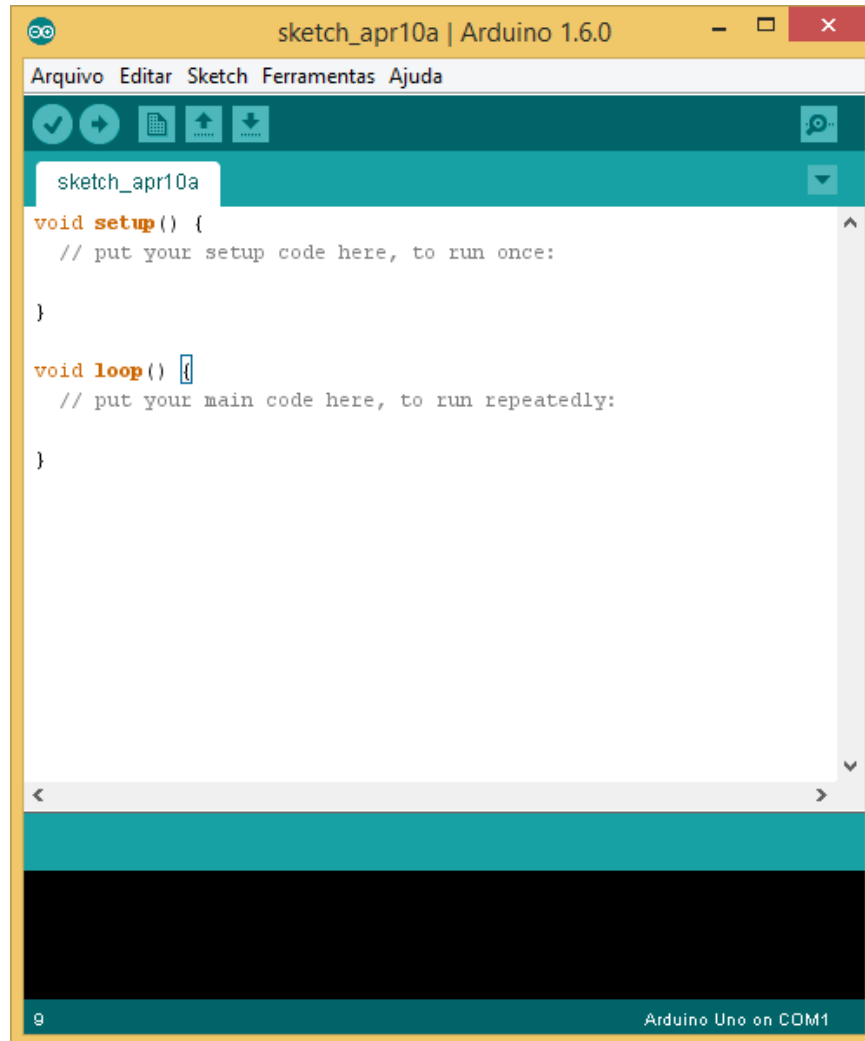 sketch_apr10a | Arduino 1.6.0
Arquivo Editar Sketch Ferramentas Ajuda
sketch_apr10a
void setup() {
  // put your setup code here, to run once:
}
void loop() {
  // put your main code here, to run repeatedly:
}
9 Arduino Uno on COM1